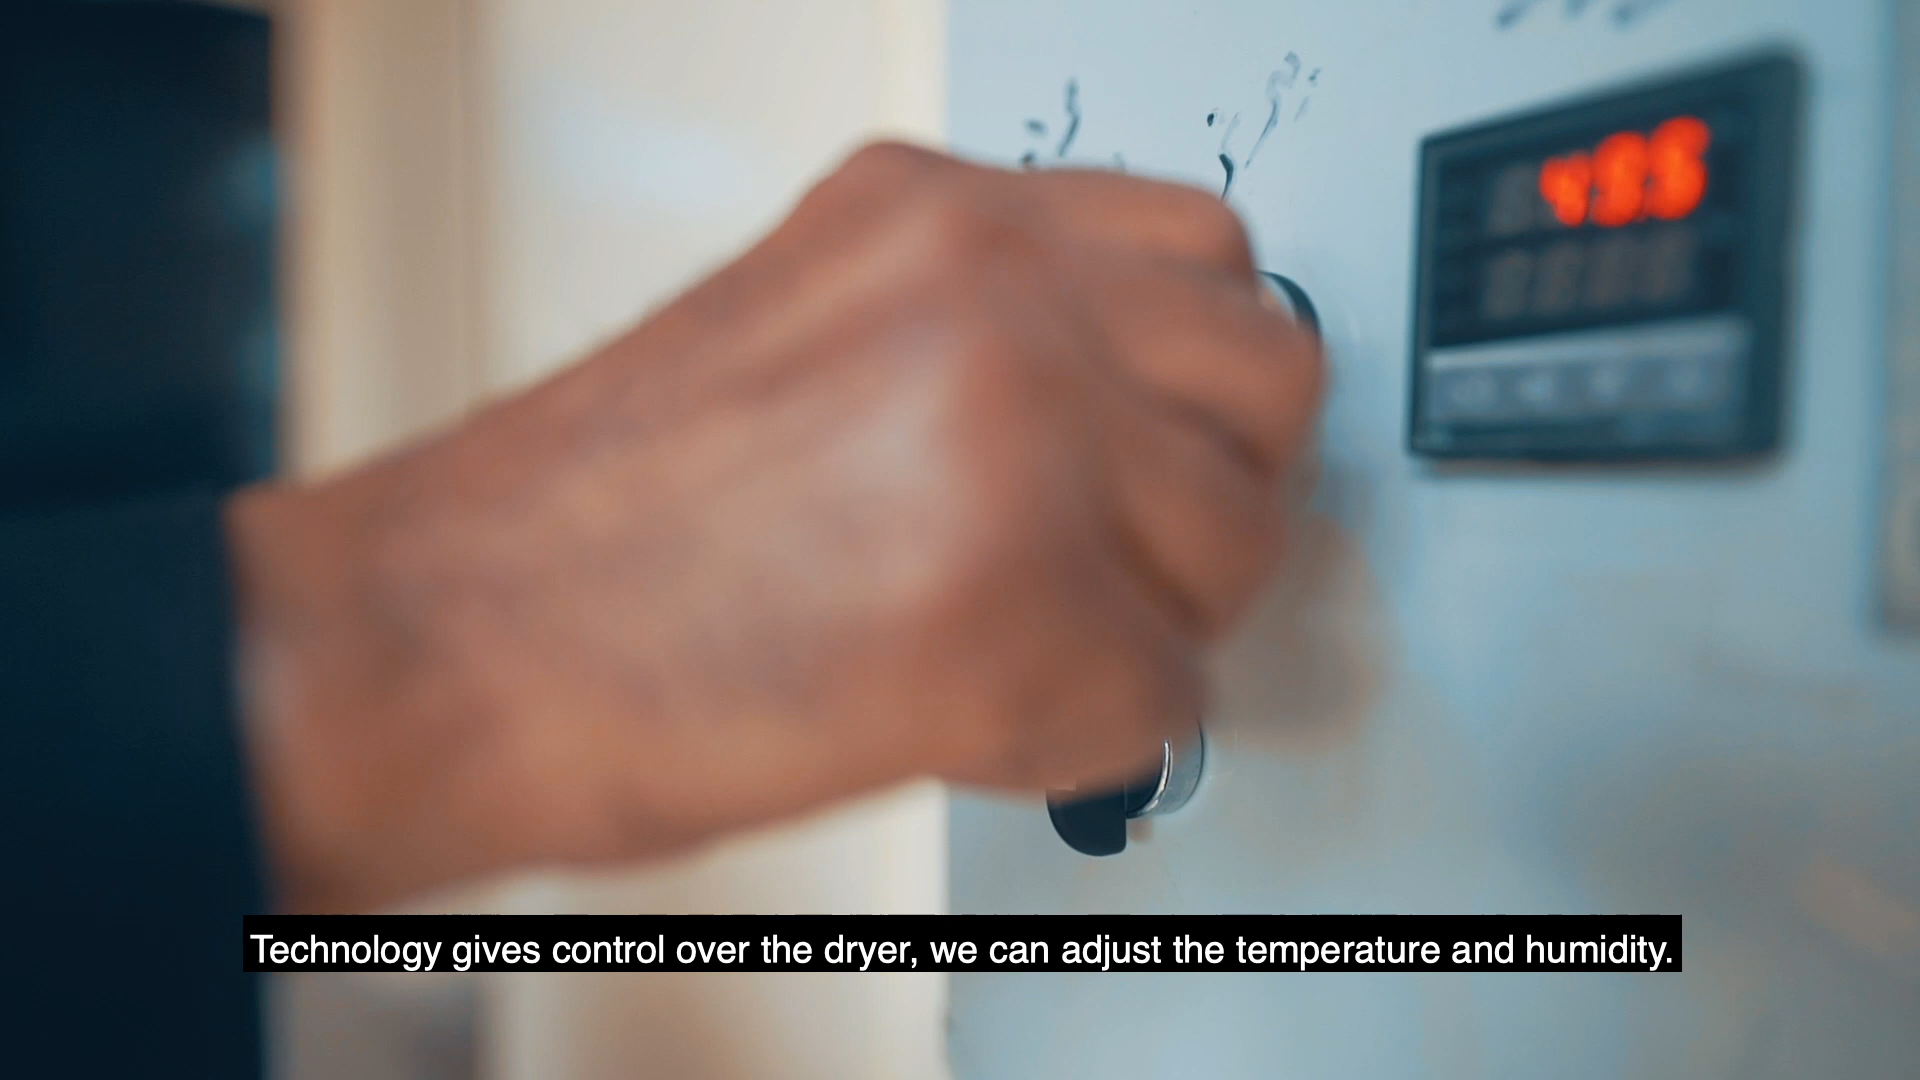 Technology gives control over the dryer, we can adjust the temperature and humidity.